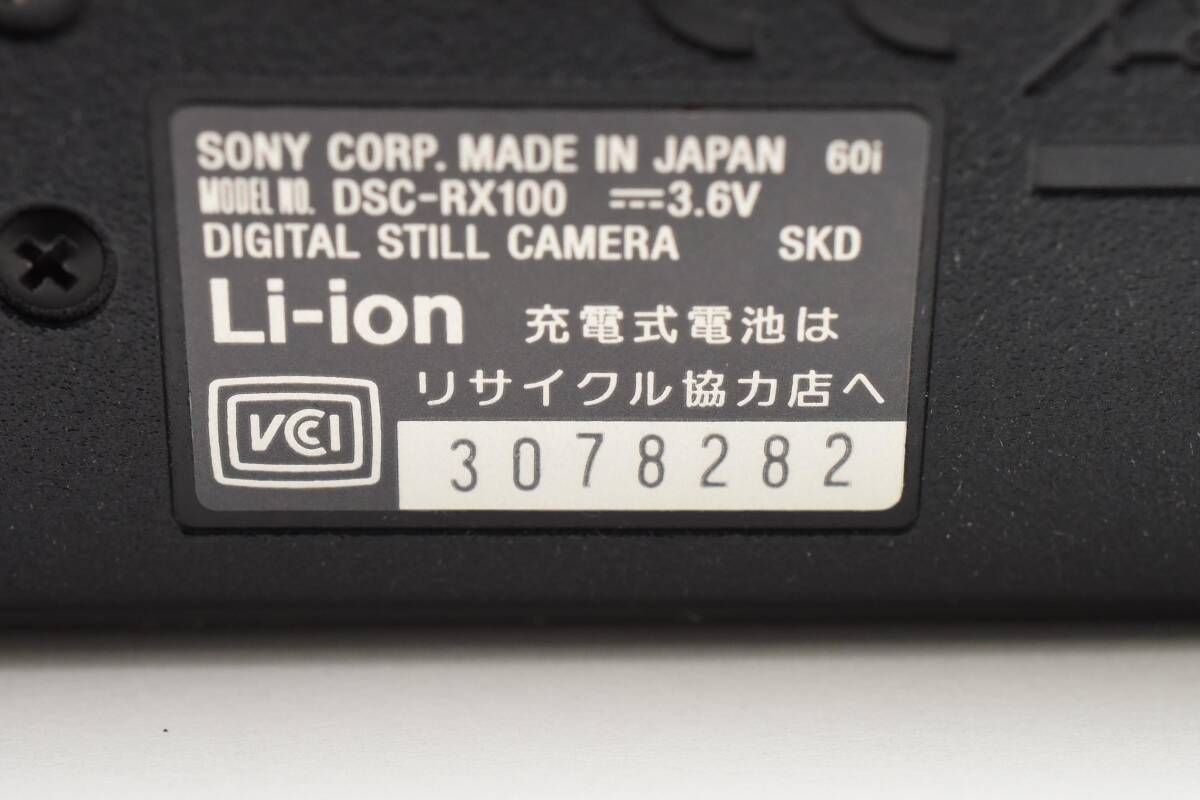 SONY CORP. MADE IN JAPAN 60i
MODEL NO. DSC-RX100 ⎓3.6V
DIGITAL STILL CAMERA SKD
Li-ion 充電式電池は
リサイクル協力店へ
VCCI
3078282